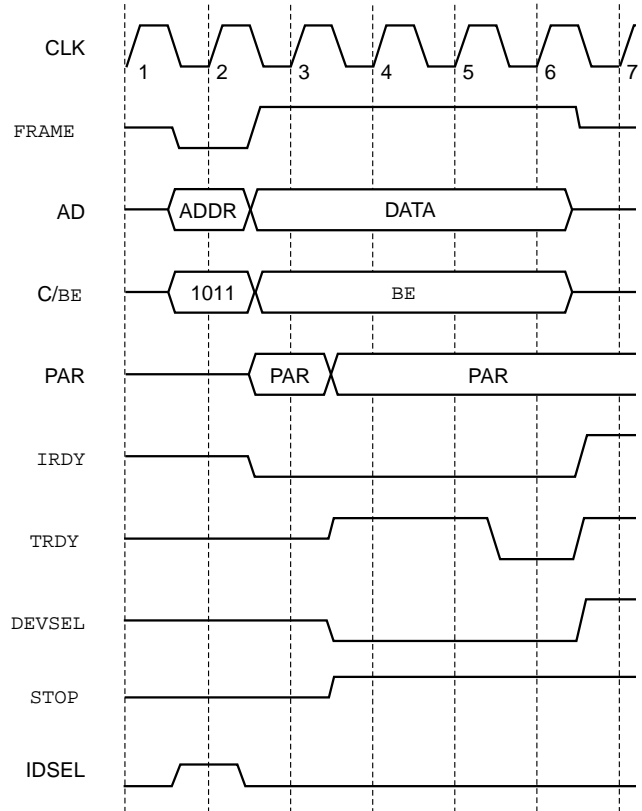 CLK
1 2 3 4 5 6 7
FRAME
AD ADDR DATA
C/BE 1011 BE
PAR PAR PAR
IRDY
TRDY
DEVSEL
STOP
IDSEL